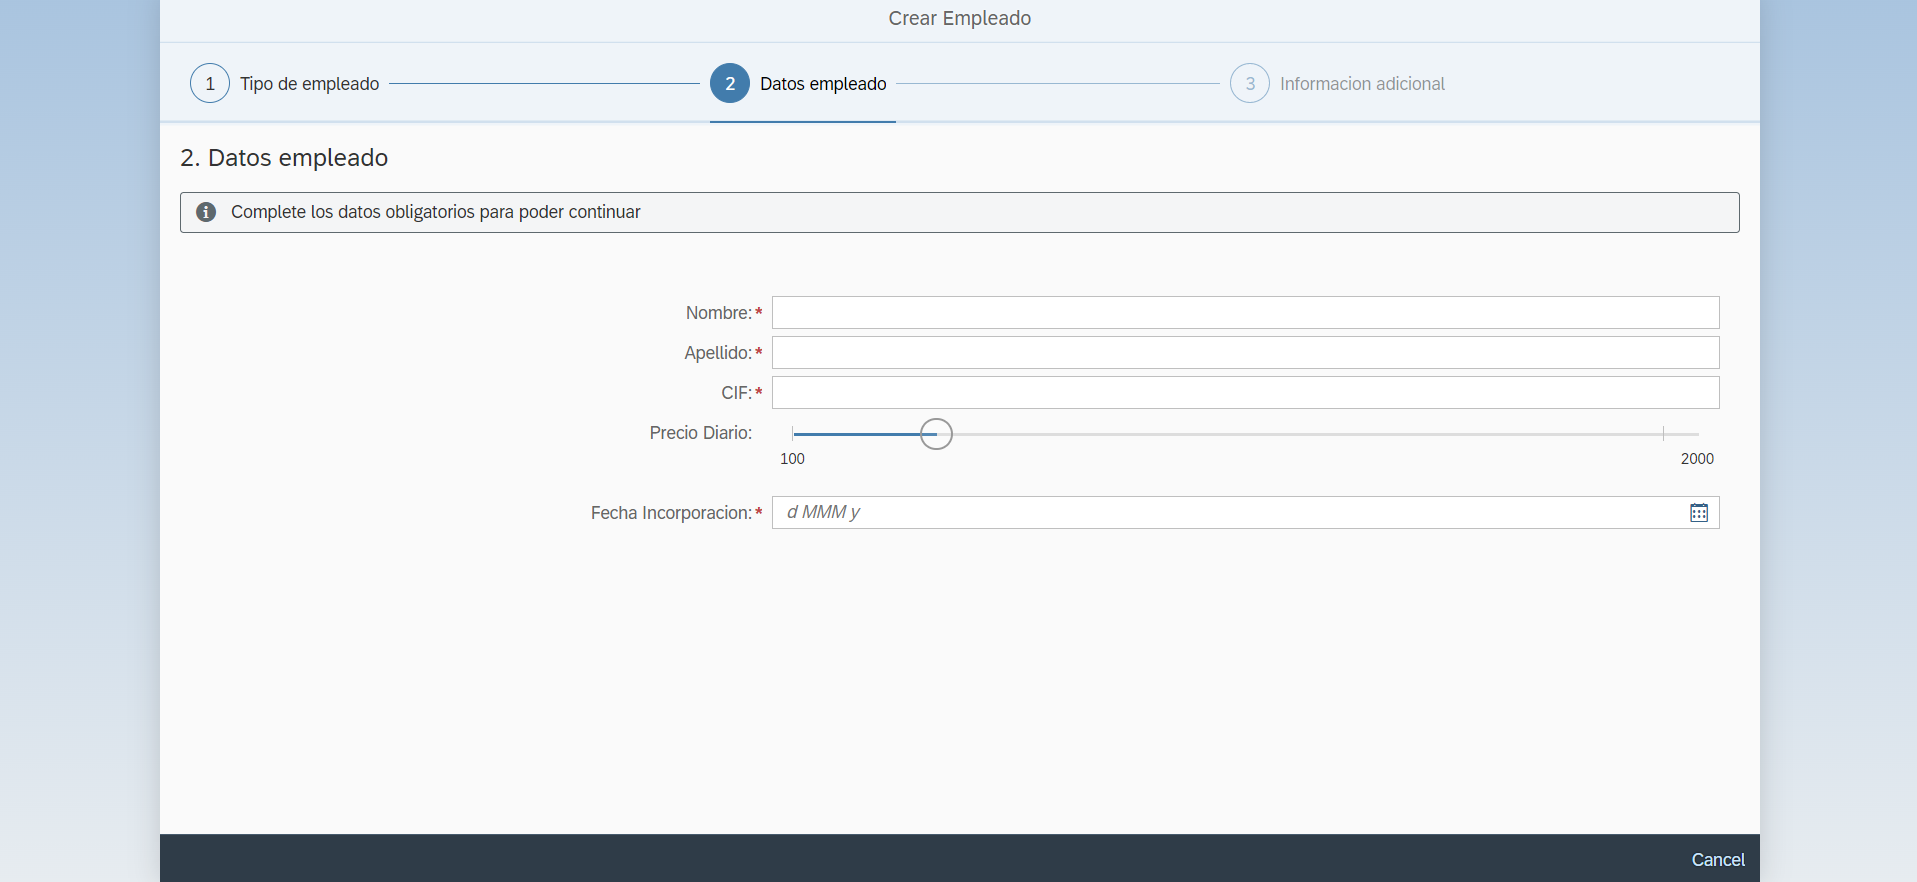 Crear Empleado
1 Tipo de empleado 2 Datos empleado 3 Informacion adicional
2. Datos empleado
Complete los datos obligatorios para poder continuar
Nombre:*
Apellido:*
CIF:*
Precio Diario:
100 2000
Fecha Incorporacion:* d MMM y
Cancel